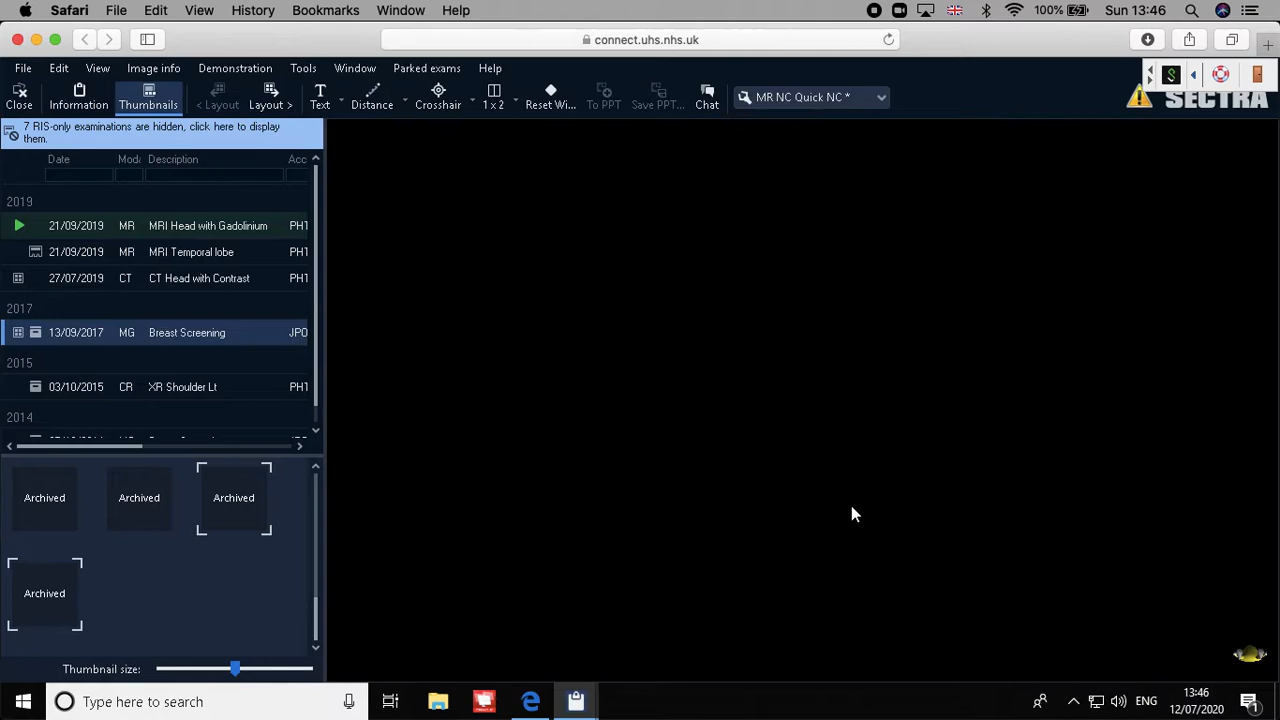 Safari File Edit View History Bookmarks Window Help 100% Sun 13:46
connect.uhs.nhs.uk
File Edit View Image info Demonstration Tools Window Parked exams Help
Close Information Thumbnails < Layout Layout > Text Distance Crosshair 1 x 2 Reset Wi... To PPT Save PPT... Chat MR NC Quick NC * SECTRA
7 RIS-only examinations are hidden, click here to display
them.
Date Moda Description Acc
2019
21/09/2019 MR MRI Head with Gadolinium PH1
21/09/2019 MR MRI Temporal lobe PH1
27/07/2019 CT CT Head with Contrast PH1
2017
13/09/2017 MG Breast Screening JPO
2015
03/10/2015 CR XR Shoulder Lt PH1
2014
Archived Archived Archived
Archived
Thumbnail size:
Type here to search ENG 13:46
12/07/2020 1